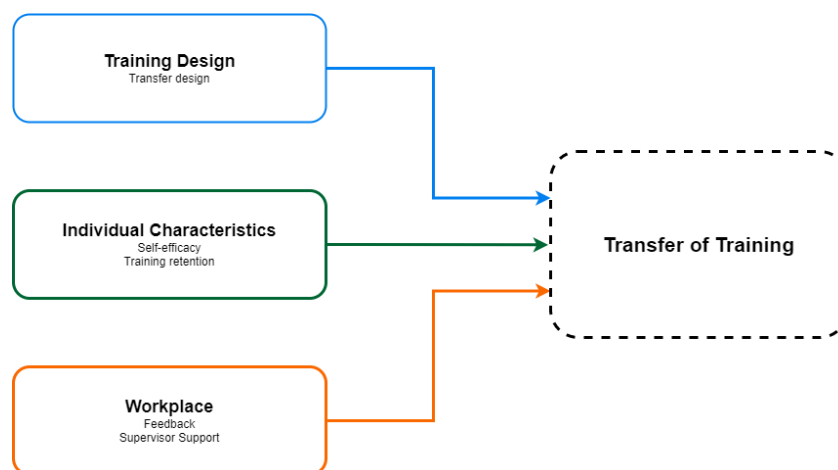 Training Design
Transfer design
Individual Characteristics
Self-efficacy
Training retention
Transfer of Training
Workplace
Feedback
Supervisor Support